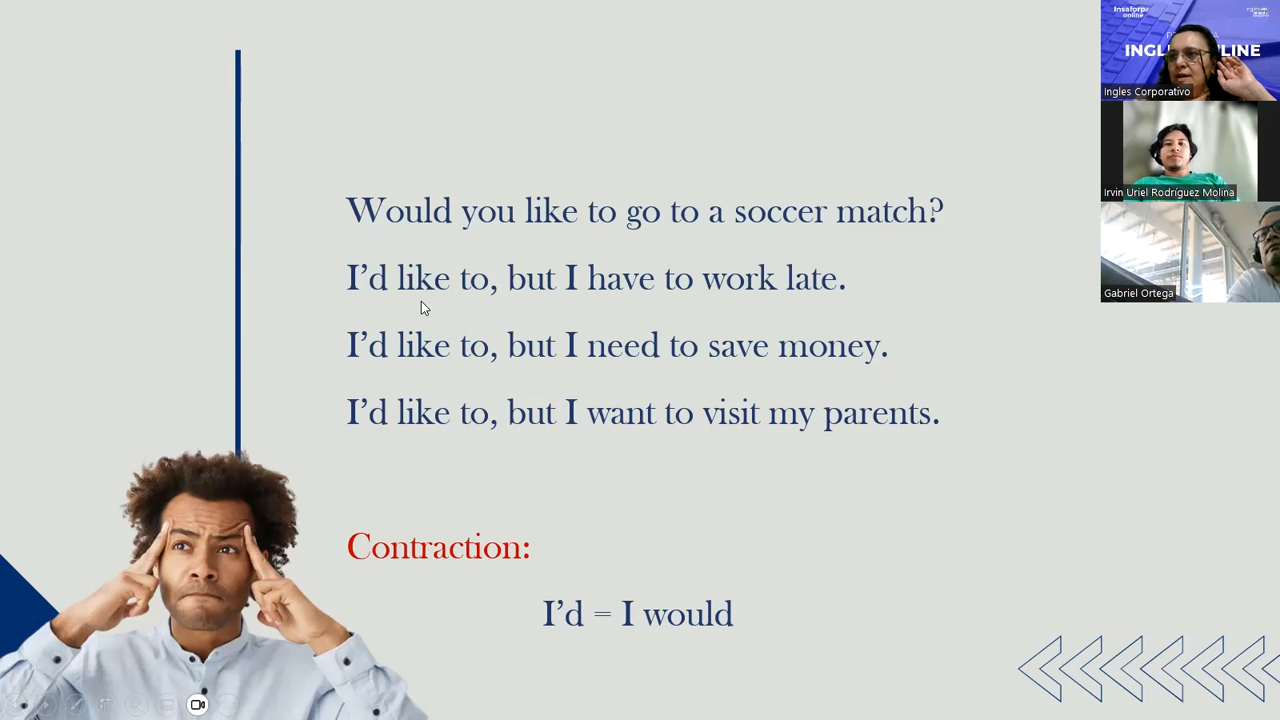 Would you like to go to a soccer match?
I’d like to, but I have to work late.
I’d like to, but I need to save money.
I’d like to, but I want to visit my parents.
Contraction:
I’d = I would
Insaforp
online
Ingles Corporativo
Irvin Uriel Rodríguez Molina
Gabriel Ortega